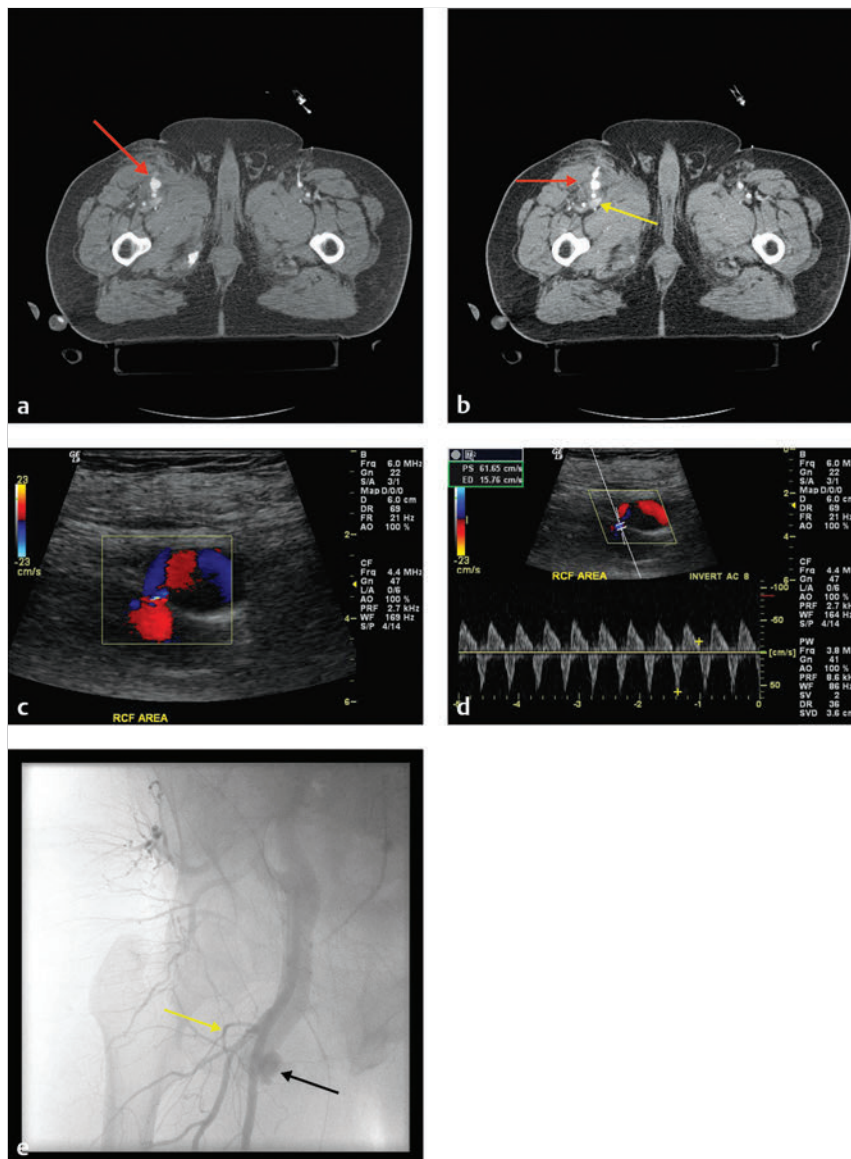 a
b
23
-23
cm/s
RCF AREA
2
4
6
B
Frq 6.0 MHz
Gn 22
S/A 3/1
Map D/0/0
D 6.0 cm
DR 69
FR 21 Hz
AO 100 %
CF
Frq 4.4 MHz
Gn 47
L/A 0/6
AO 100 %
PRF 2.7 kHz
WF 169 Hz
S/P 4/14
c
PS 61.65 cm/s
ED 15.76 cm/s
cm/s
RCF AREA
INVERT AC 8
0
2
4
-100
-50
[cm/s]
50
-4
-3
-2
-1
0
B
Frq 6.0 MHz
Gn 22
S/A 3/1
Map D/0/0
D 6.0 cm
DR 69
FR 21 Hz
AO 100 %
CF
Frq 4.4 MHz
Gn 47
L/A 0/6
AO 100 %
PRF 2.7 kHz
WF 164 Hz
S/P 4/14
PW
Frq 3.8 MHz
Gn 41
AO 100 %
PRF 8.6 kHz
WF 86 Hz
SV 2
DR 36
SVD 3.6 cm
d
e